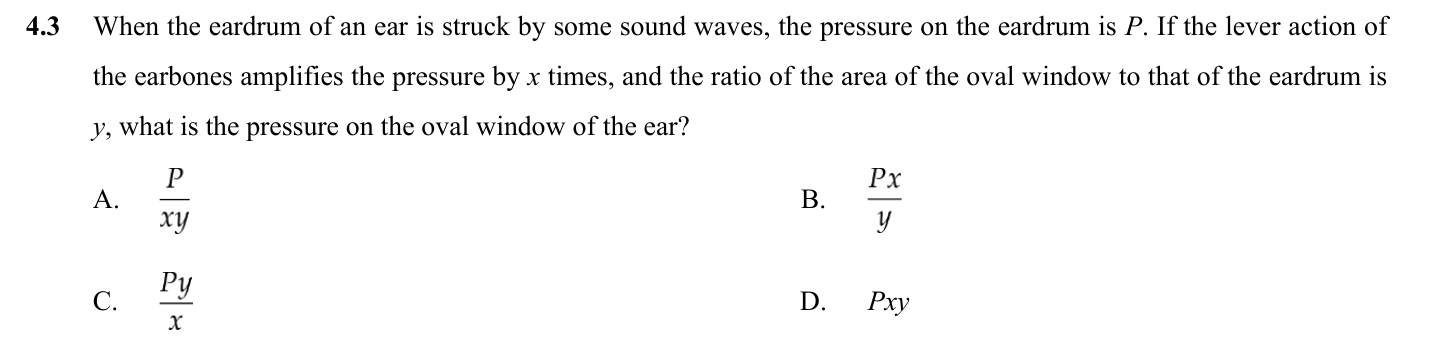 4.3 When the eardrum of an ear is struck by some sound waves, the pressure on the eardrum is P. If the lever action of
the earbones amplifies the pressure by x times, and the ratio of the area of the oval window to that of the eardrum is
y, what is the pressure on the oval window of the ear?
A. P/xy B. Px/y
C. Py/x D. Pxy